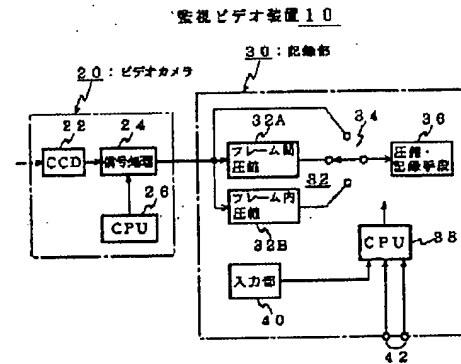 監視ビデオ装置10
30:記録部
20:ビデオカメラ
22
24
32A
34
36
CCD
信号処理
フレーム間
圧縮
圧縮・
記録手段
32
26
フレーム内
圧縮
CPU
32B
CPU
38
入力部
40
42